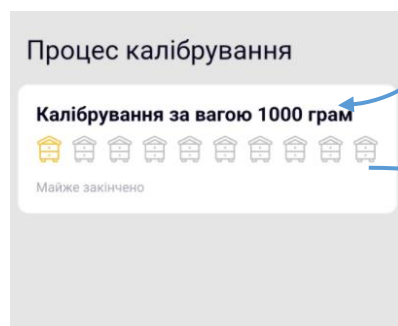 Процес калібрування
Калібрування за вагою 1000 грам
Майже закінчено